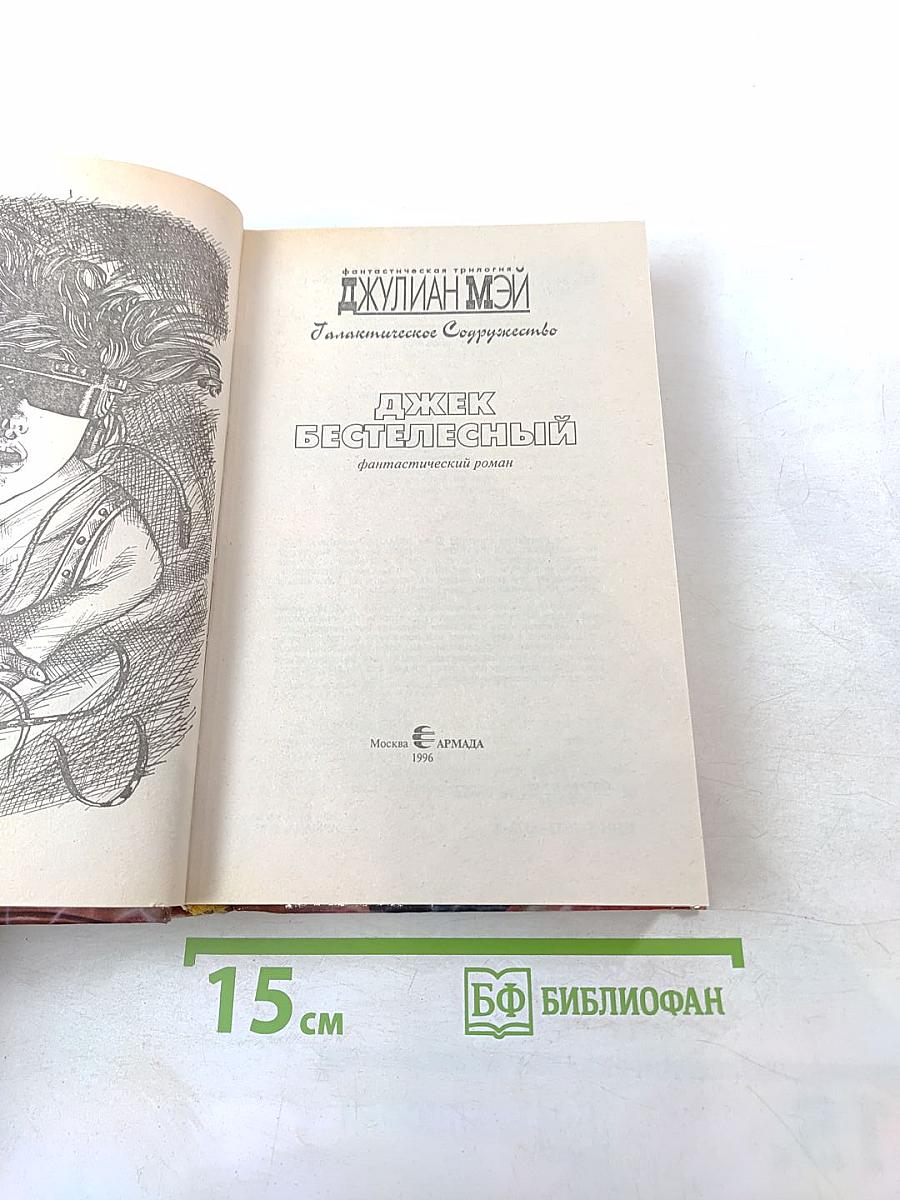 фантастическая трилогия
ДЖУЛИАН МЭЙ
Галактическое Содружество
ДЖЕК
БЕСТЕЛЕСНЫЙ
фантастический роман
Москва АРМАДА
1996
15 см
БФ БИБЛИОФАН